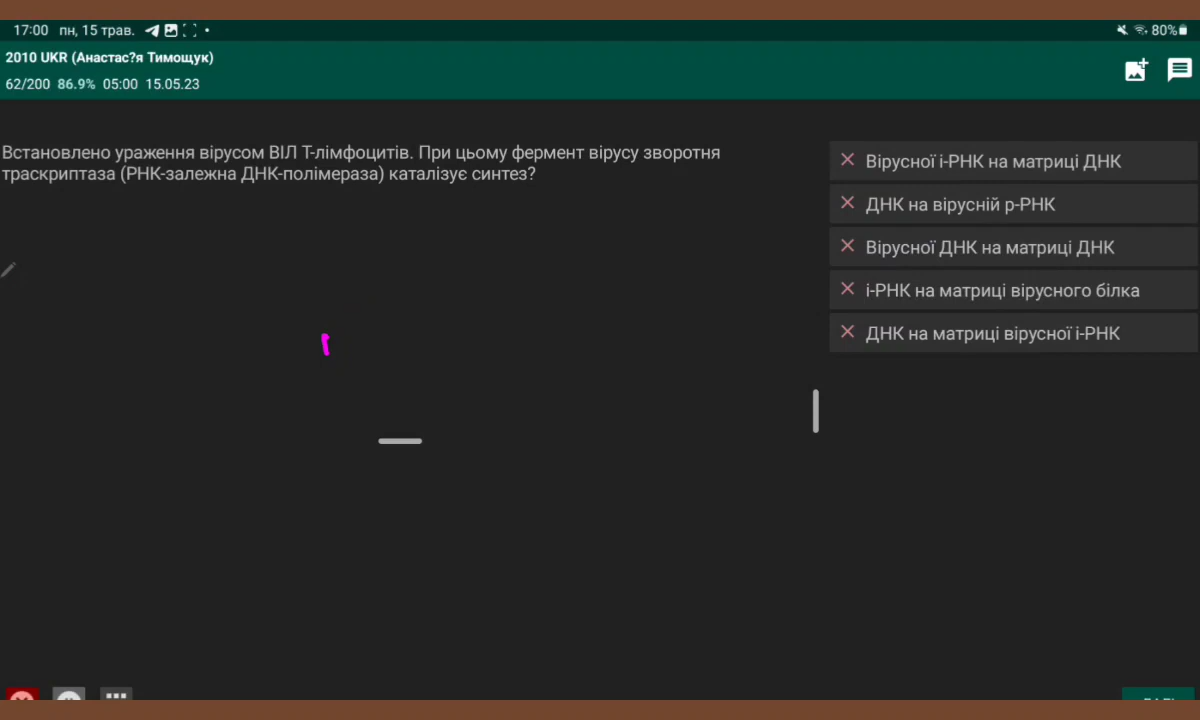 17:00 пн, 15 трав.
80%
2010 UKR (Анастас?я Тимощук)
62/200 86.9% 05:00 15.05.23
Встановлено ураження вірусом ВІЛ Т-лімфоцитів. При цьому фермент вірусу зворотня
траскриптаза (РНК-залежна ДНК-полімераза) каталізує синтез?
Вірусної і-РНК на матриці ДНК
ДНК на вірусній р-РНК
Вірусної ДНК на матриці ДНК
і-РНК на матриці вірусного білка
ДНК на матриці вірусної і-РНК